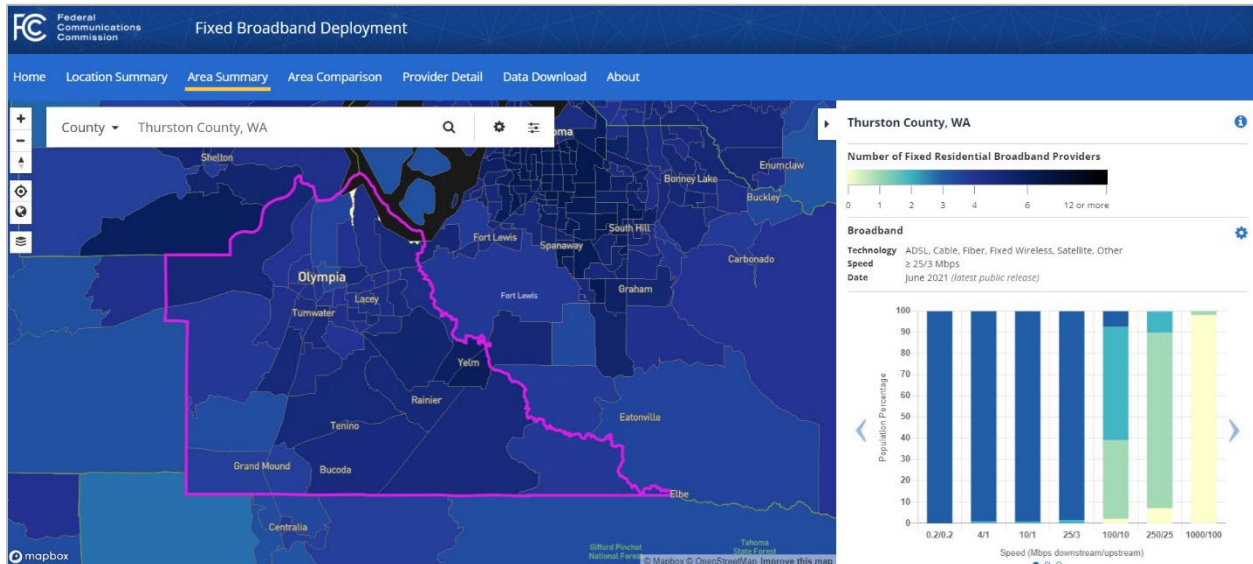 FCC
Federal
Communications
Commission
Fixed Broadband Deployment
Home Location Summary Area Summary Area Comparison Provider Detail Data Download About
County Thurston County, WA
Shelton
oma
Enumclaw
Bonney Lake
Buckley
Fort Lewis
South Hill
Spanaway
Carbonado
Olympia
Fort Lewis
Graham
Lacey
Tumwater
Yelm
Rainier
Eatonville
Tenino
Grand Mound
Bucoda
Elbe
Centralia
Gifford Pinchot
National Forest
Tahoma
State Forest
mapbox
© Mapbox © OpenStreetMap Improve this map
Thurston County, WA
Number of Fixed Residential Broadband Providers
0 1 2 3 4 6 12 or more
Broadband
Technology ADSL, Cable, Fiber, Fixed Wireless, Satellite, Other
Speed ≥ 25/3 Mbps
Date June 2021 (latest public release)
Population Percentage
100
90
80
70
60
50
40
30
20
10
0
0.2/0.2 4/1 10/1 25/3 100/10 250/25 1000/100
Speed (Mbps downstream/upstream)